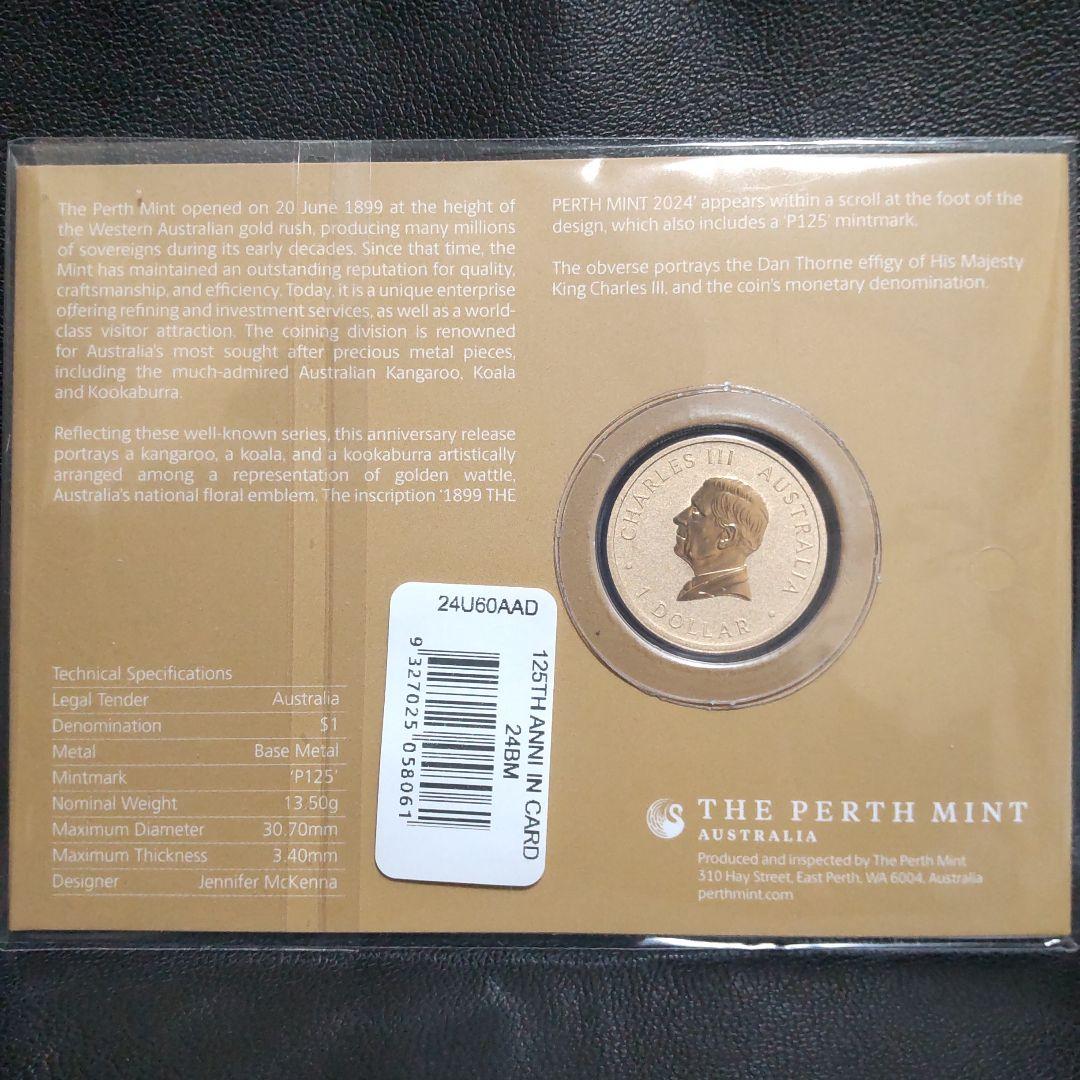 The Perth Mint opened on 20 June 1899 at the height of
the Western Australian gold rush, producing many millions
of sovereigns during its early decades. Since that time, the
Mint has maintained an outstanding reputation for quality,
craftsmanship, and efficiency. Today, it is a unique enterprise
offering refining and investment services, as well as a world-
class visitor attraction. The coining division is renowned
for Australia's most sought after precious metal pieces,
including the much-admired Australian Kangaroo, Koala
and Kookaburra.
Reflecting these well-known series, this anniversary release
portrays a kangaroo, a koala, and a kookaburra artistically
arranged among a representation of golden wattle,
Australia's national floral emblem. The inscription '1899 THE
PERTH MINT 2024' appears within a scroll at the foot of the
design, which also includes a 'P125' mintmark.
The obverse portrays the Dan Thorne effigy of His Majesty
King Charles III, and the coin's monetary denomination.
CHARLES III AUSTRALIA
1 DOLLAR
Technical Specifications
Legal Tender Australia
Denomination $1
Metal Base Metal
Mintmark 'P125'
Nominal Weight 13.50g
Maximum Diameter 30.70mm
Maximum Thickness 3.40mm
Designer Jennifer McKenna
24U60AAD
125TH ANNI IN CARD
24BM
9 327025 058061
THE PERTH MINT
AUSTRALIA
Produced and inspected by The Perth Mint
310 Hay Street, East Perth, WA 6004, Australia
perthmint.com